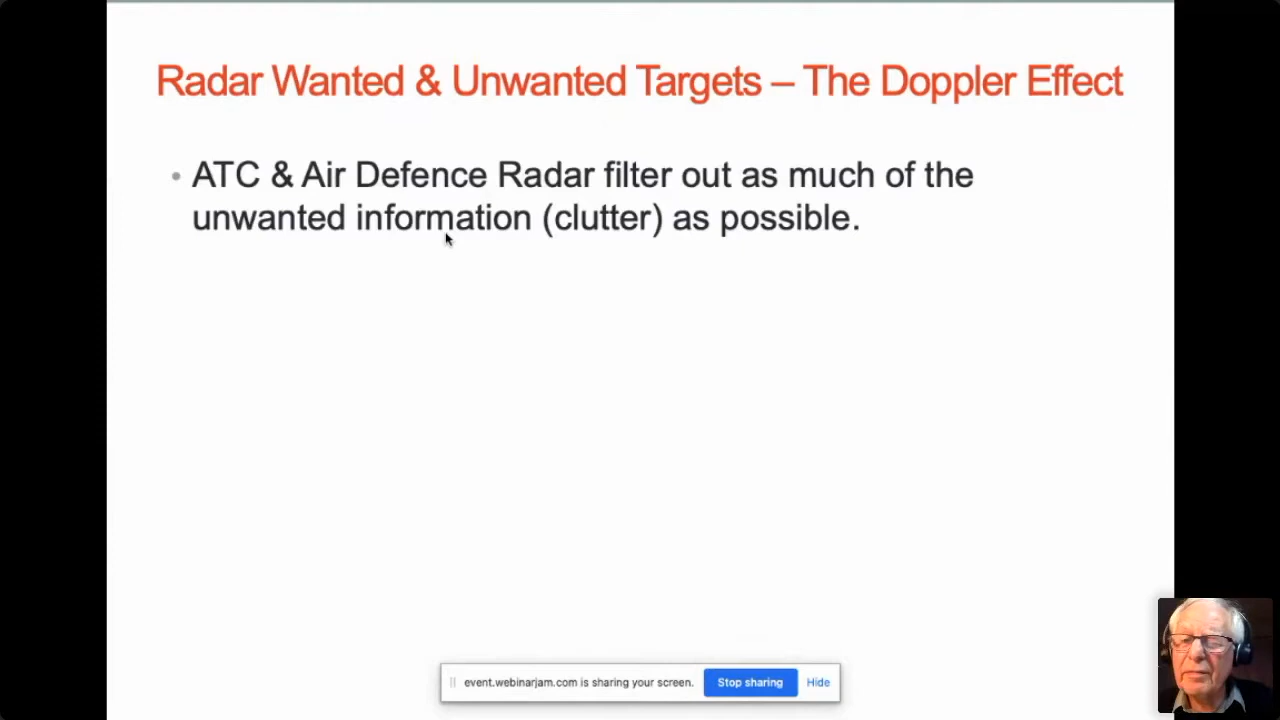 Radar Wanted & Unwanted Targets – The Doppler Effect
• ATC & Air Defence Radar filter out as much of the
unwanted information (clutter) as possible.
event.webinarjam.com is sharing your screen. Stop sharing Hide